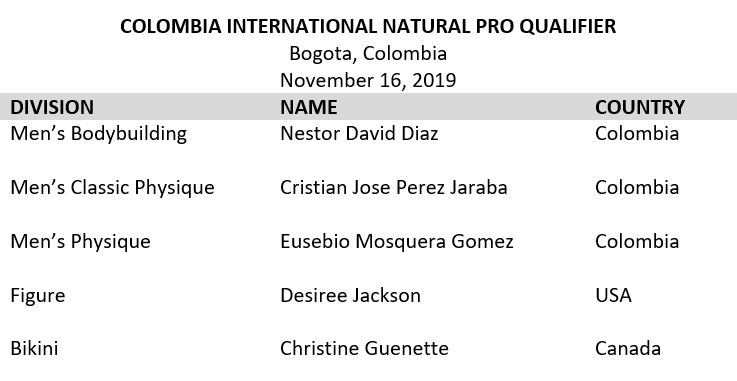 COLOMBIA INTERNATIONAL NATURAL PRO QUALIFIER
Bogota, Colombia
November 16, 2019
DIVISION NAME COUNTRY
Men’s Bodybuilding Nestor David Diaz Colombia
Men’s Classic Physique Cristian Jose Perez Jaraba Colombia
Men’s Physique Eusebio Mosquera Gomez Colombia
Figure Desiree Jackson USA
Bikini Christine Guenette Canada